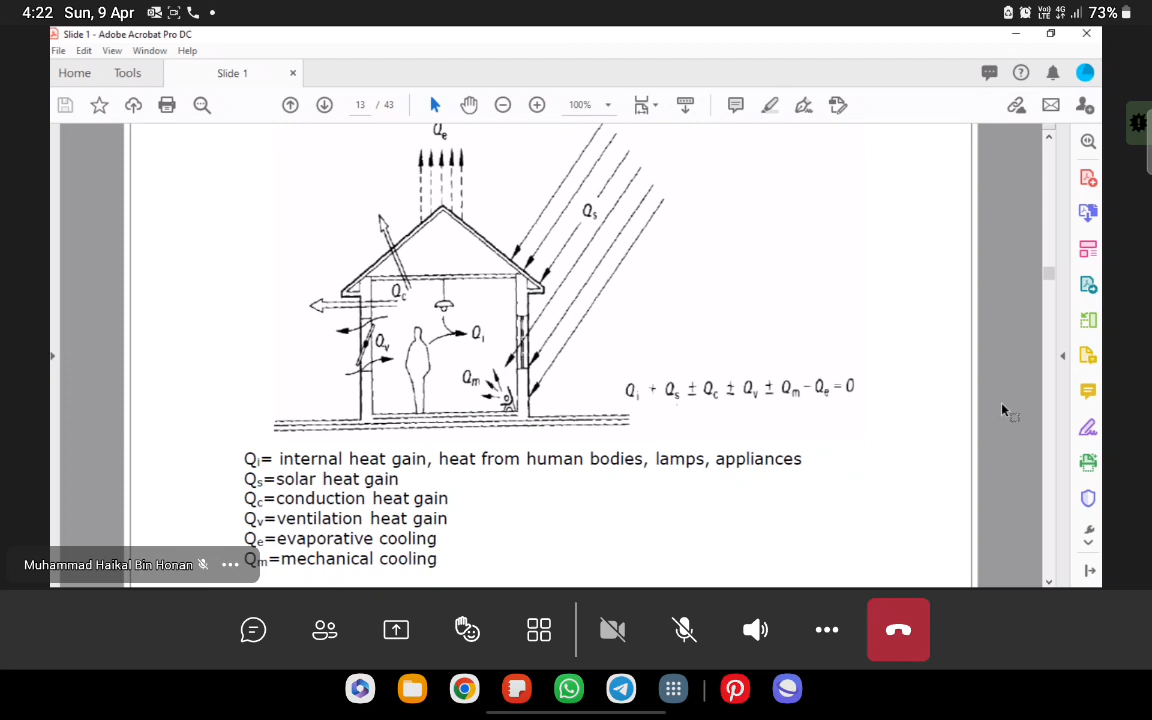 4:22 Sun, 9 Apr
Vo) 4G
LTE 73%
Slide 1 - Adobe Acrobat Pro DC
File Edit View Window Help
Home Tools Slide 1 ×
13 / 43 100%
Qe
Qs
Qc
Qi
Qv
Qm
Qi + Qs ± Qc ± Qv ± Qm – Qe = 0
Qi= internal heat gain, heat from human bodies, lamps, appliances
Qs=solar heat gain
Qc=conduction heat gain
Qv=ventilation heat gain
Qe=evaporative cooling
Qm=mechanical cooling
Muhammad Haikal Bin Honan